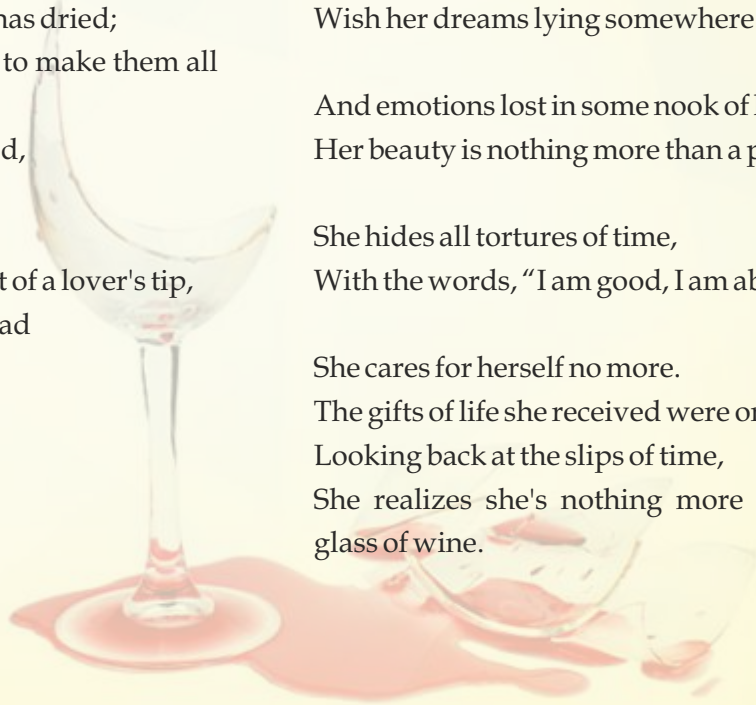 has dried;
to make them all
d,
of a lover's tip,
ad
Wish her dreams lying somewhere
And emotions lost in some nook of
Her beauty is nothing more than a
She hides all tortures of time,
With the words, “I am good, I am
She cares for herself no more.
The gifts of life she received were
Looking back at the slips of time,
She realizes she's nothing more
glass of wine.